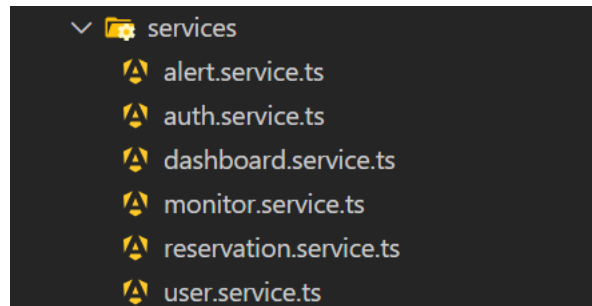 services
alert.service.ts
auth.service.ts
dashboard.service.ts
monitor.service.ts
reservation.service.ts
user.service.ts